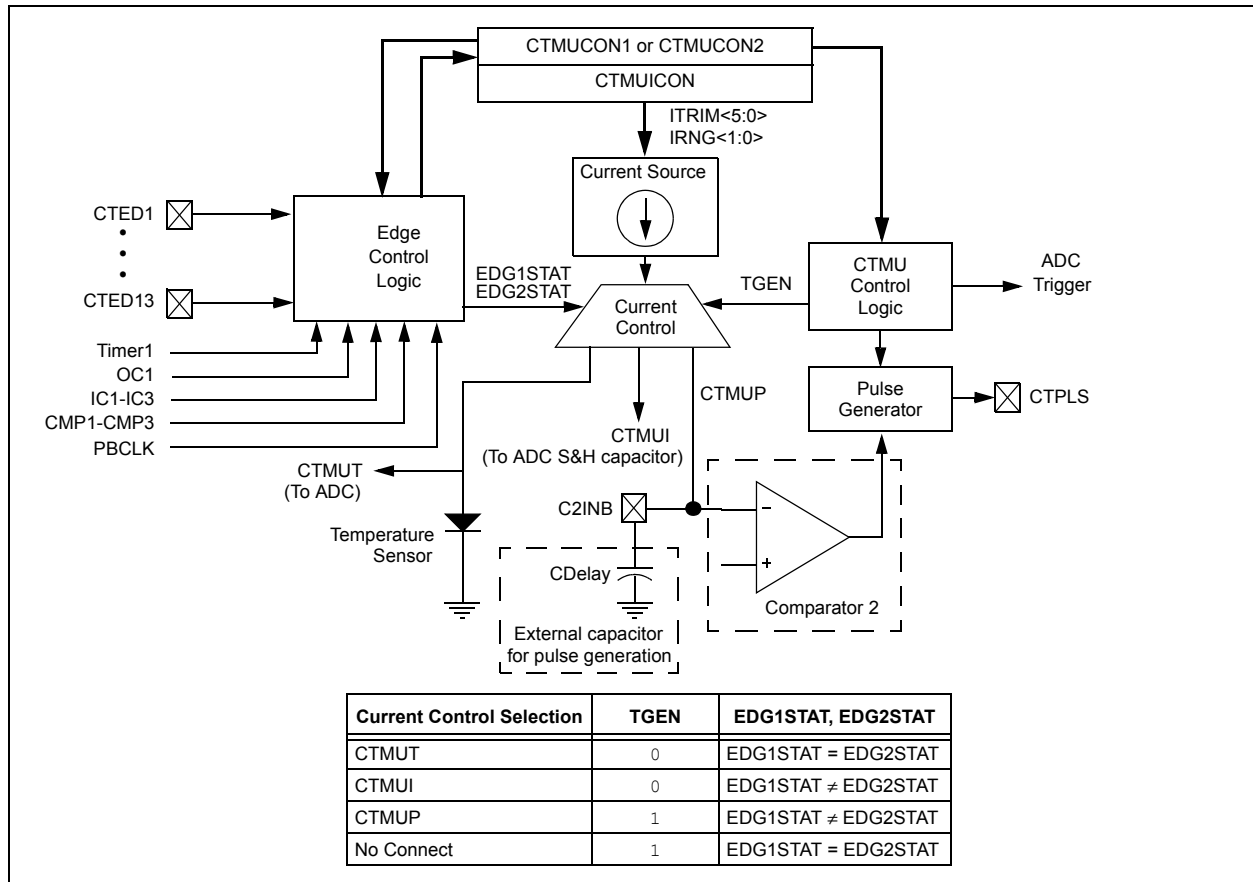 CTMUCON1 or CTMUCON2
CTMUICON
ITRIM<5:0>
IRNG<1:0>
Current Source
CTED1
CTED13
Edge
Control
Logic
EDG1STAT
EDG2STAT
Current
Control
TGEN
CTMU
Control
Logic
ADC
Trigger
Timer1
OC1
IC1-IC3
CMP1-CMP3
PBCLK
CTMUP
Pulse
Generator
CTPLS
CTMUI
(To ADC S&H capacitor)
CTMUT
(To ADC)
C2INB
–
+
Temperature
Sensor
CDelay
Comparator 2
External capacitor
for pulse generation
Current Control Selection TGEN EDG1STAT, EDG2STAT
CTMUT 0 EDG1STAT = EDG2STAT
CTMUI 0 EDG1STAT ≠ EDG2STAT
CTMUP 1 EDG1STAT ≠ EDG2STAT
No Connect 1 EDG1STAT = EDG2STAT